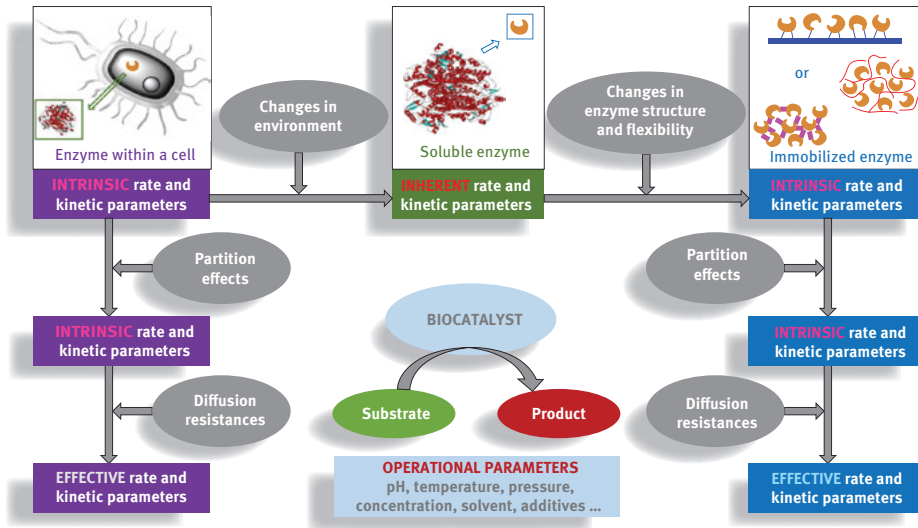 Enzyme within a cell
INTRINSIC rate and
kinetic parameters
Changes in
environment
Soluble enzyme
INHERENT rate and
kinetic parameters
Changes in
enzyme structure
and flexibility
or
Immobilized enzyme
INTRINSIC rate and
kinetic parameters
Partition
effects
INTRINSIC rate and
kinetic parameters
Diffusion
resistances
EFFECTIVE rate and
kinetic parameters
BIOCATALYST
Substrate
Product
OPERATIONAL PARAMETERS
pH, temperature, pressure,
concentration, solvent, additives ...
Partition
effects
INTRINSIC rate and
kinetic parameters
Diffusion
resistances
EFFECTIVE rate and
kinetic parameters